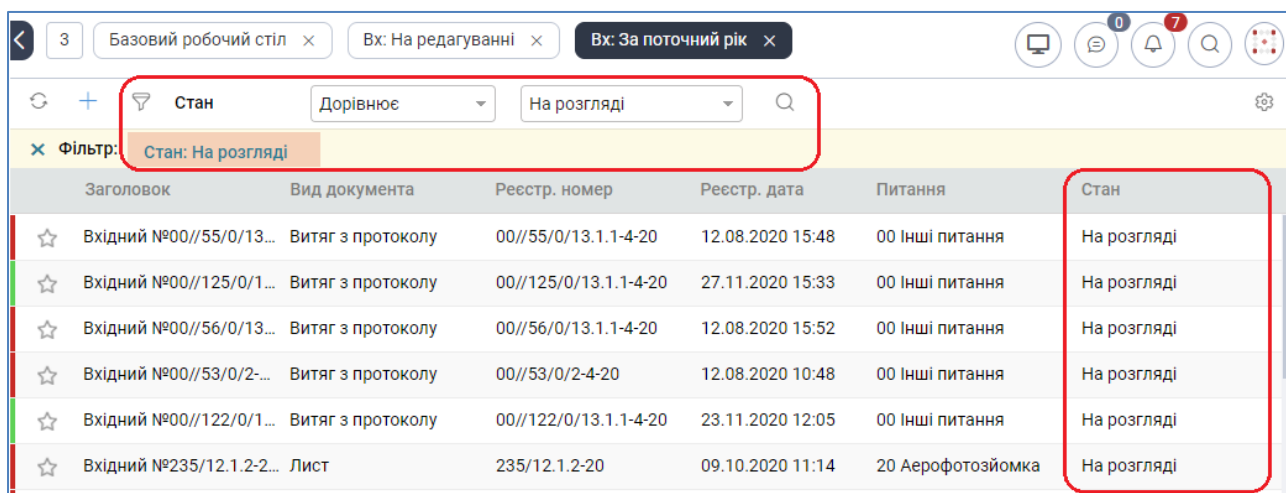 3 Базовий робочий стіл × Вх: На редагуванні × Вх: За поточний рік × 0 7
Стан Дорівнює На розгляді
× Фільтр: Стан: На розгляді
Заголовок Вид документа Реєстр. номер Реєстр. дата Питання Стан
Вхідний №00//55/0/13... Витяг з протоколу 00//55/0/13.1.1-4-20 12.08.2020 15:48 00 Інші питання На розгляді
Вхідний №00//125/0/1... Витяг з протоколу 00//125/0/13.1.1-4-20 27.11.2020 15:33 00 Інші питання На розгляді
Вхідний №00//56/0/13... Витяг з протоколу 00//56/0/13.1.1-4-20 12.08.2020 15:52 00 Інші питання На розгляді
Вхідний №00//53/0/2-... Витяг з протоколу 00//53/0/2-4-20 12.08.2020 10:48 00 Інші питання На розгляді
Вхідний №00//122/0/1... Витяг з протоколу 00//122/0/13.1.1-4-20 23.11.2020 12:05 00 Інші питання На розгляді
Вхідний №235/12.1.2-2... Лист 235/12.1.2-20 09.10.2020 11:14 20 Аерофотозйомка На розгляді